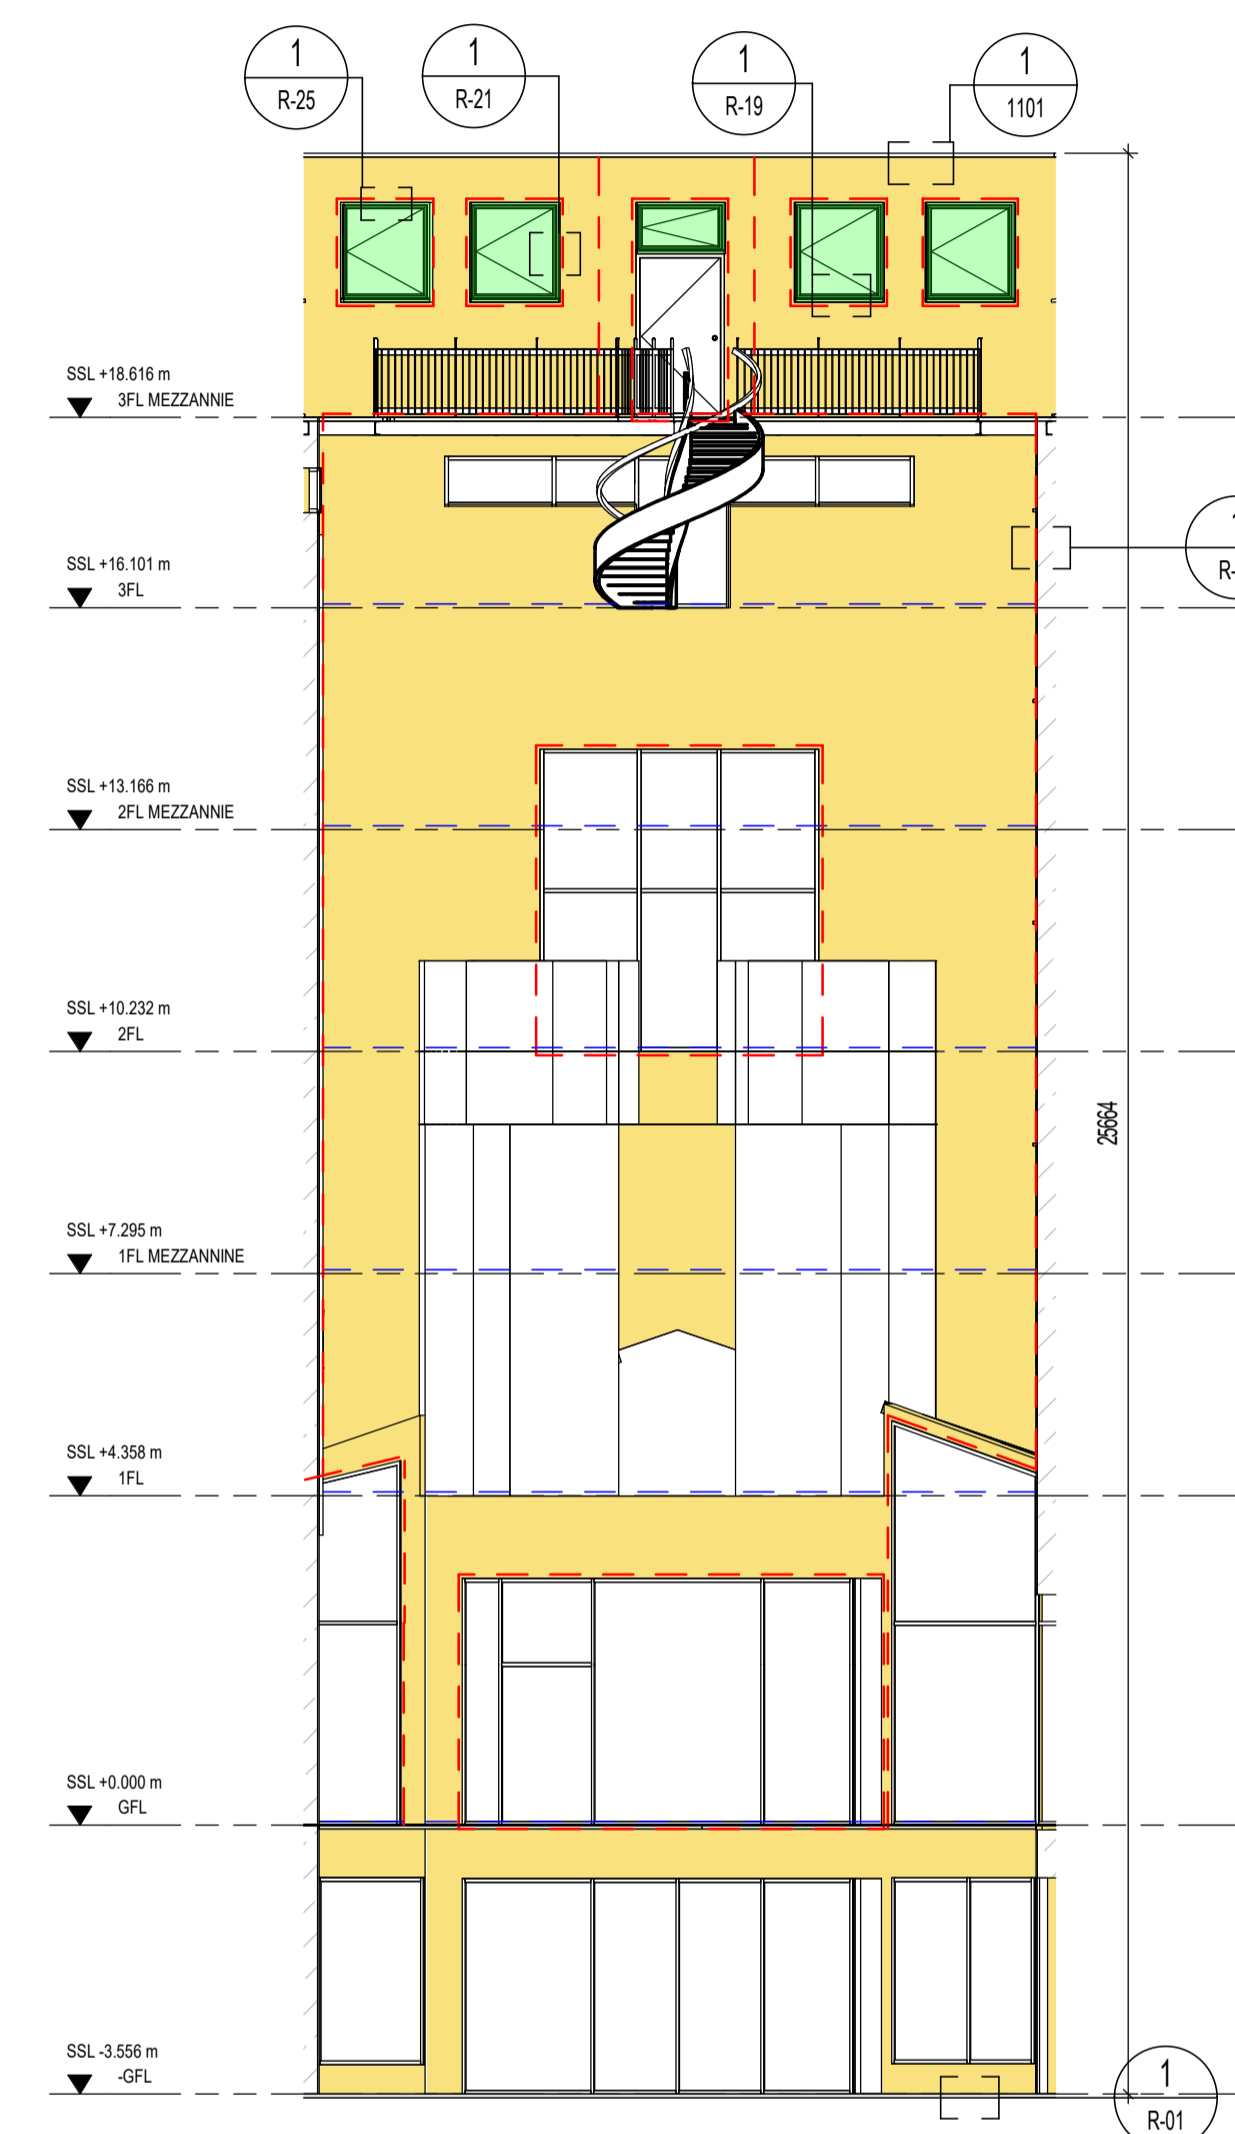 1
R-25
1
R-21
1
R-19
1
1101
SSL +18.616 m
3FL MEZZANNIE
SSL +16.101 m
3FL
SSL +13.166 m
2FL MEZZANNIE
SSL +10.232 m
2FL
25664
SSL +7.295 m
1FL MEZZANNINE
SSL +4.358 m
1FL
SSL +0.000 m
GFL
SSL -3.556 m
-GFL
1
R-01